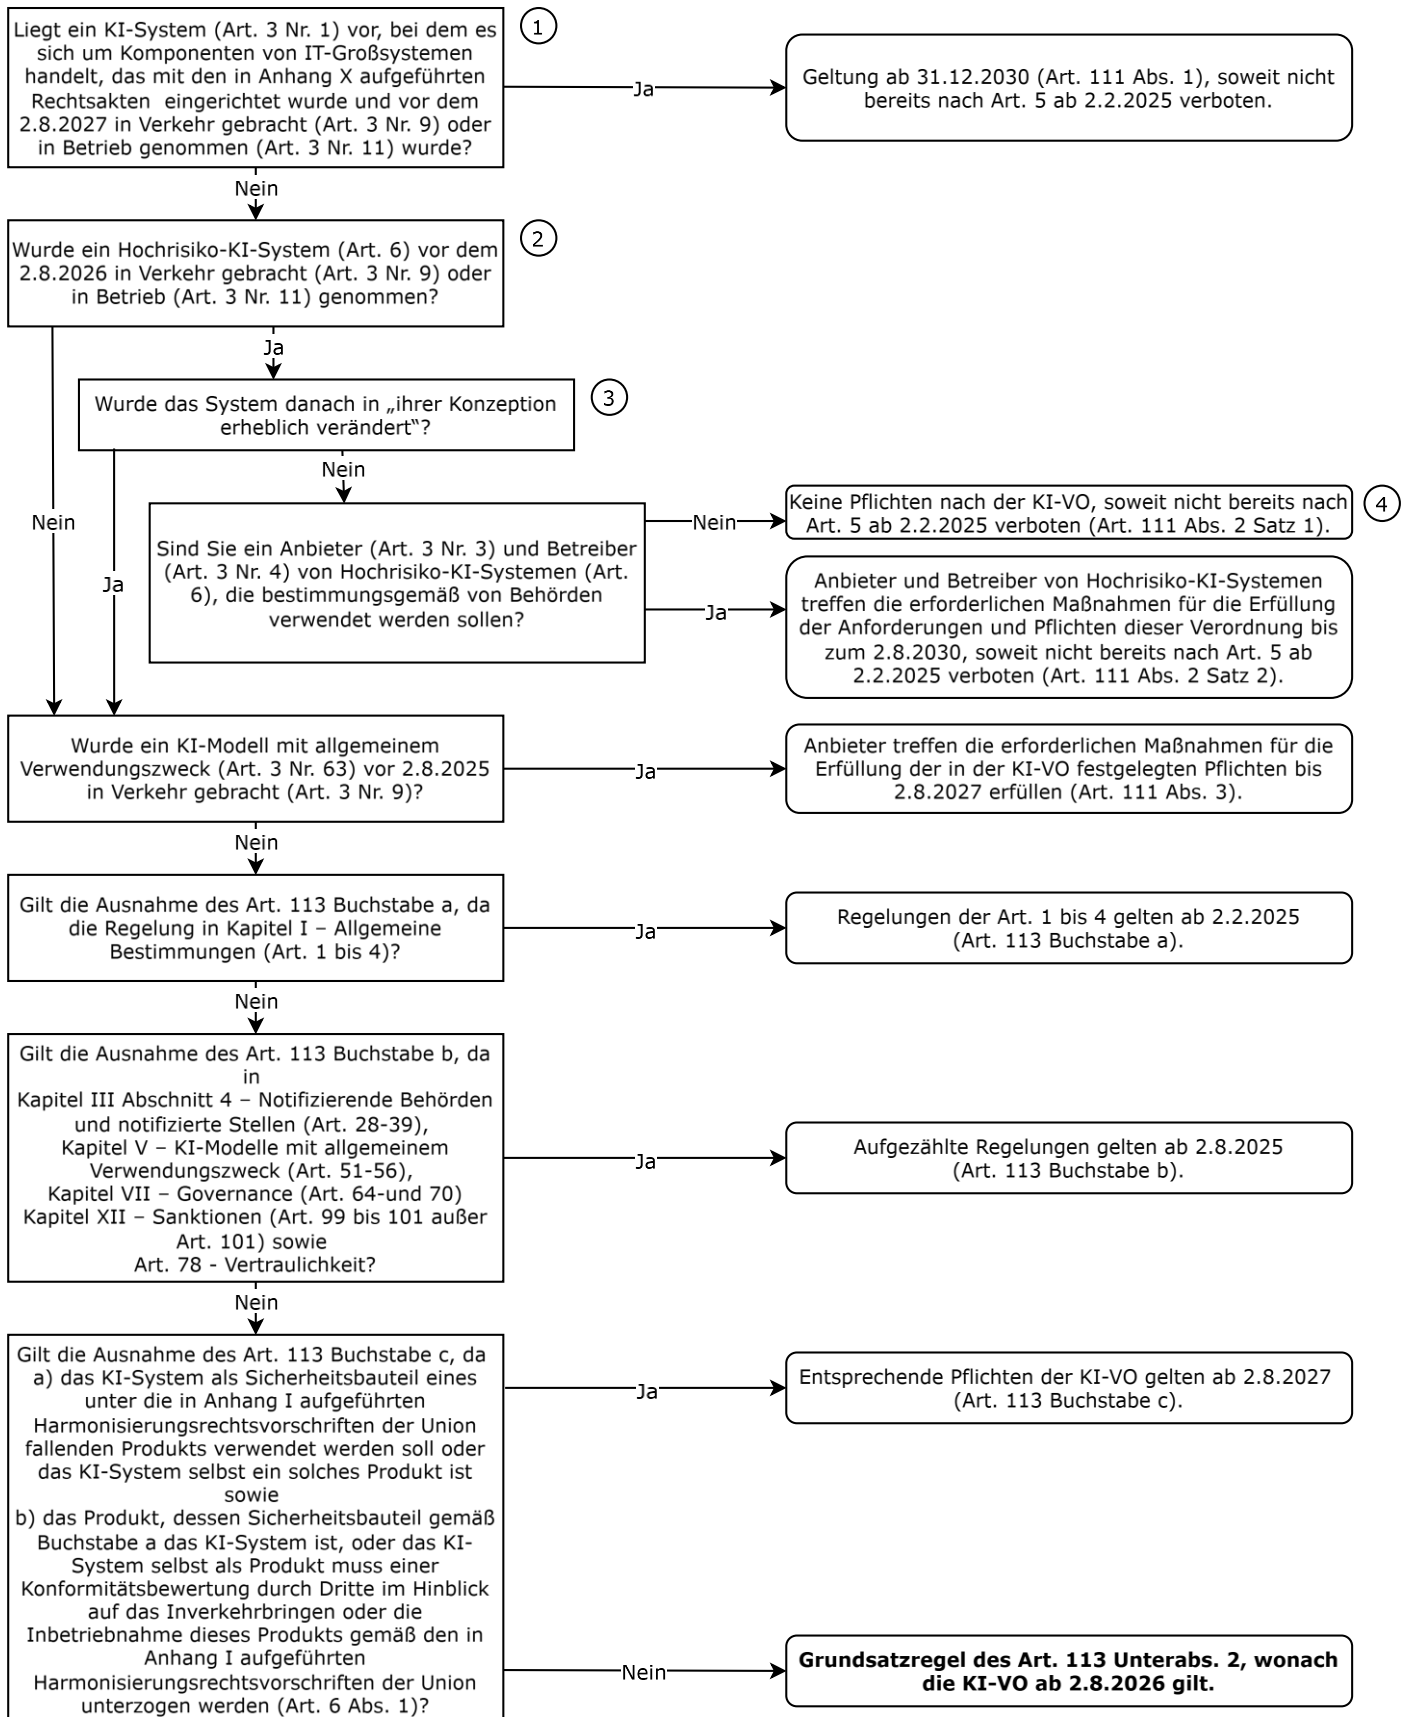 Liegt ein KI-System (Art. 3 Nr. 1) vor, bei dem es
sich um Komponenten von IT-Großsystemen
handelt, das mit den in Anhang X aufgeführten
Rechtsakten eingerichtet wurde und vor dem
2.8.2027 in Verkehr gebracht (Art. 3 Nr. 9) oder
in Betrieb genommen (Art. 3 Nr. 11) wurde?
1
Ja
Geltung ab 31.12.2030 (Art. 111 Abs. 1), soweit nicht
bereits nach Art. 5 ab 2.2.2025 verboten.
Nein
Wurde ein Hochrisiko-KI-System (Art. 6) vor dem
2.8.2026 in Verkehr gebracht (Art. 3 Nr. 9) oder
in Betrieb (Art. 3 Nr. 11) genommen?
2
Ja
Wurde das System danach in „ihrer Konzeption
erheblich verändert“?
3
Nein
Nein
Ja
Sind Sie ein Anbieter (Art. 3 Nr. 3) und Betreiber
(Art. 3 Nr. 4) von Hochrisiko-KI-Systemen (Art.
6), die bestimmungsgemäß von Behörden
verwendet werden sollen?
Nein
Keine Pflichten nach der KI-VO, soweit nicht bereits nach
Art. 5 ab 2.2.2025 verboten (Art. 111 Abs. 2 Satz 1).
4
Ja
Anbieter und Betreiber von Hochrisiko-KI-Systemen
treffen die erforderlichen Maßnahmen für die Erfüllung
der Anforderungen und Pflichten dieser Verordnung bis
zum 2.8.2030, soweit nicht bereits nach Art. 5 ab
2.2.2025 verboten (Art. 111 Abs. 2 Satz 2).
Wurde ein KI-Modell mit allgemeinem
Verwendungszweck (Art. 3 Nr. 63) vor 2.8.2025
in Verkehr gebracht (Art. 3 Nr. 9)?
Ja
Anbieter treffen die erforderlichen Maßnahmen für die
Erfüllung der in der KI-VO festgelegten Pflichten bis
2.8.2027 erfüllen (Art. 111 Abs. 3).
Nein
Gilt die Ausnahme des Art. 113 Buchstabe a, da
die Regelung in Kapitel I – Allgemeine
Bestimmungen (Art. 1 bis 4)?
Ja
Regelungen der Art. 1 bis 4 gelten ab 2.2.2025
(Art. 113 Buchstabe a).
Nein
Gilt die Ausnahme des Art. 113 Buchstabe b, da
in
Kapitel III Abschnitt 4 – Notifizierende Behörden
und notifizierte Stellen (Art. 28-39),
Kapitel V – KI-Modelle mit allgemeinem
Verwendungszweck (Art. 51-56),
Kapitel VII – Governance (Art. 64-und 70)
Kapitel XII – Sanktionen (Art. 99 bis 101 außer
Art. 101) sowie
Art. 78 - Vertraulichkeit?
Ja
Aufgezählte Regelungen gelten ab 2.8.2025
(Art. 113 Buchstabe b).
Nein
Gilt die Ausnahme des Art. 113 Buchstabe c, da
a) das KI-System als Sicherheitsbauteil eines
unter die in Anhang I aufgeführten
Harmonisierungsrechtsvorschriften der Union
fallenden Produkts verwendet werden soll oder
das KI-System selbst ein solches Produkt ist
sowie
b) das Produkt, dessen Sicherheitsbauteil gemäß
Buchstabe a das KI-System ist, oder das KI-
System selbst als Produkt muss einer
Konformitätsbewertung durch Dritte im Hinblick
auf das Inverkehrbringen oder die
Inbetriebnahme dieses Produkts gemäß den in
Anhang I aufgeführten
Harmonisierungsrechtsvorschriften der Union
unterzogen werden (Art. 6 Abs. 1)?
Ja
Entsprechende Pflichten der KI-VO gelten ab 2.8.2027
(Art. 113 Buchstabe c).
Nein
Grundsatzregel des Art. 113 Unterabs. 2, wonach
die KI-VO ab 2.8.2026 gilt.